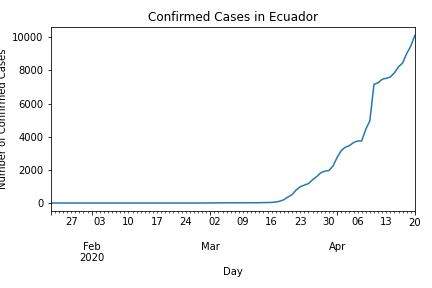 Confirmed Cases in Ecuador
Number of Confirmed Cases
10000
8000
6000
4000
2000
0
27 03 10 17 24 02 09 16 23 30 06 13 20
Feb Mar Apr
2020
Day